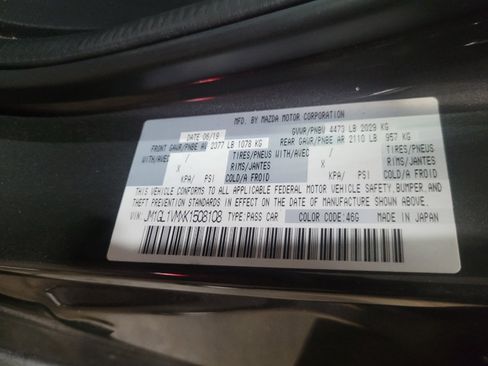 MFD. BY MAZDA MOTOR CORPORATION
DATE 06/19 GVWR/PNBV 4473 LB 2029 KG
FRONT GAWR/PNBE AV 2377 LB 1078 KG REAR GAWR/PNBE AR 2110 LB 957 KG
WITH/AVEC / TIRES/PNEUS WITH/AVEC / TIRES/PNEUS
X RIMS/JANTES X RIMS/JANTES
KPA/ PSI COLD/A FROID KPA/ PSI COLD/A FROID
THIS VEHICLE CONFORMS TO ALL APPLICABLE FEDERAL MOTOR VEHICLE SAFETY, BUMPER, AND
THEFT PREVENTION STANDARDS IN EFFECT ON THE DATE OF MANUFACTURE SHOWN ABOVE.
VIN: TYPE:PASS CAR COLOR CODE:46G MADE IN JAPAN